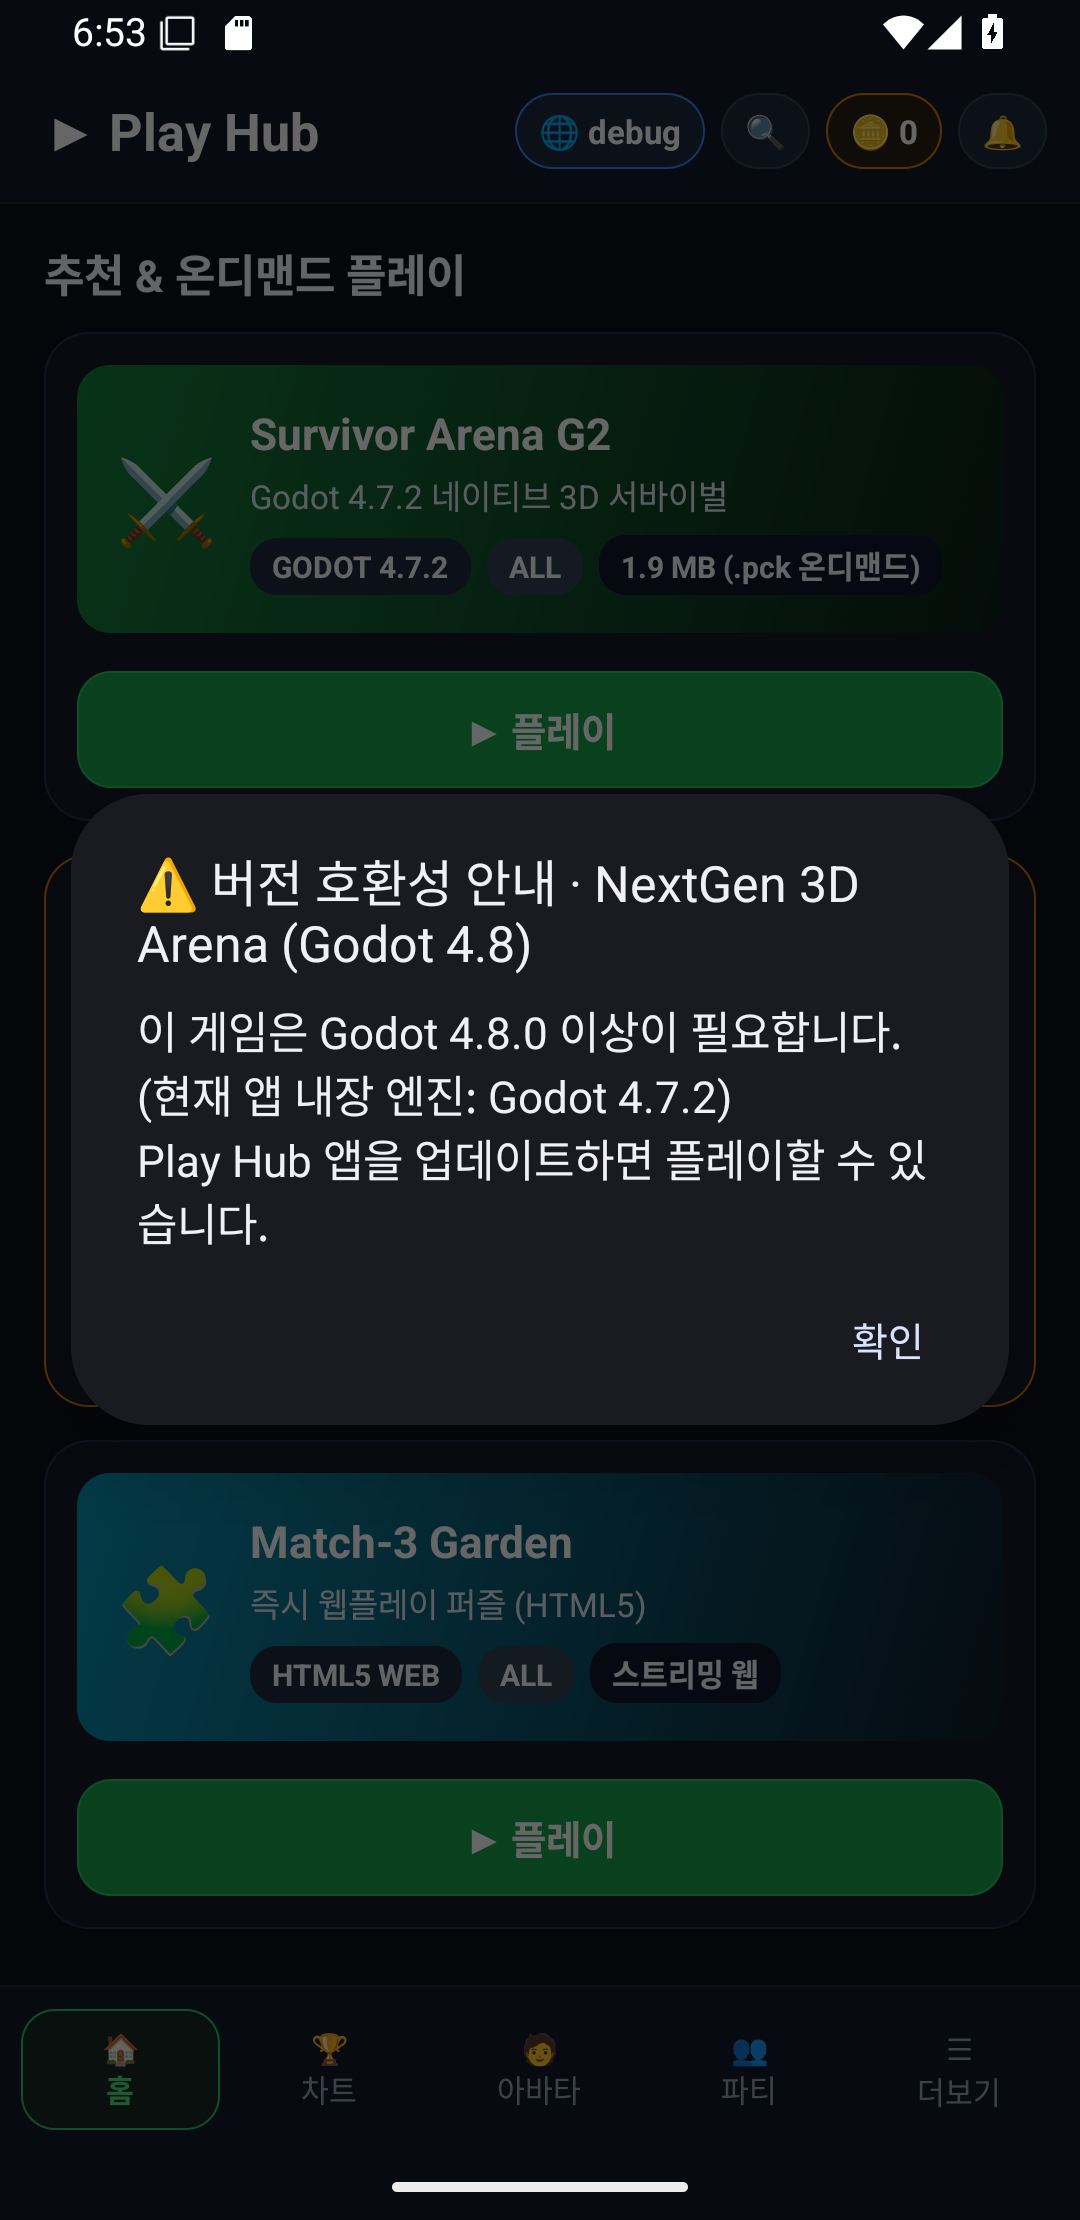 6:53
▶ Play Hub
debug
0
추천 & 온디맨드 플레이
Survivor Arena G2
Godot 4.7.2 네이티브 3D 서바이벌
GODOT 4.7.2
ALL
1.9 MB (.pck 온디맨드)
▶ 플레이
⚠️ 버전 호환성 안내 · NextGen 3D
Arena (Godot 4.8)
이 게임은 Godot 4.8.0 이상이 필요합니다.
(현재 앱 내장 엔진: Godot 4.7.2)
Play Hub 앱을 업데이트하면 플레이할 수 있
습니다.
확인
Match-3 Garden
즉시 웹플레이 퍼즐 (HTML5)
HTML5 WEB
ALL
스트리밍 웹
▶ 플레이
홈
차트
아바타
파티
더보기